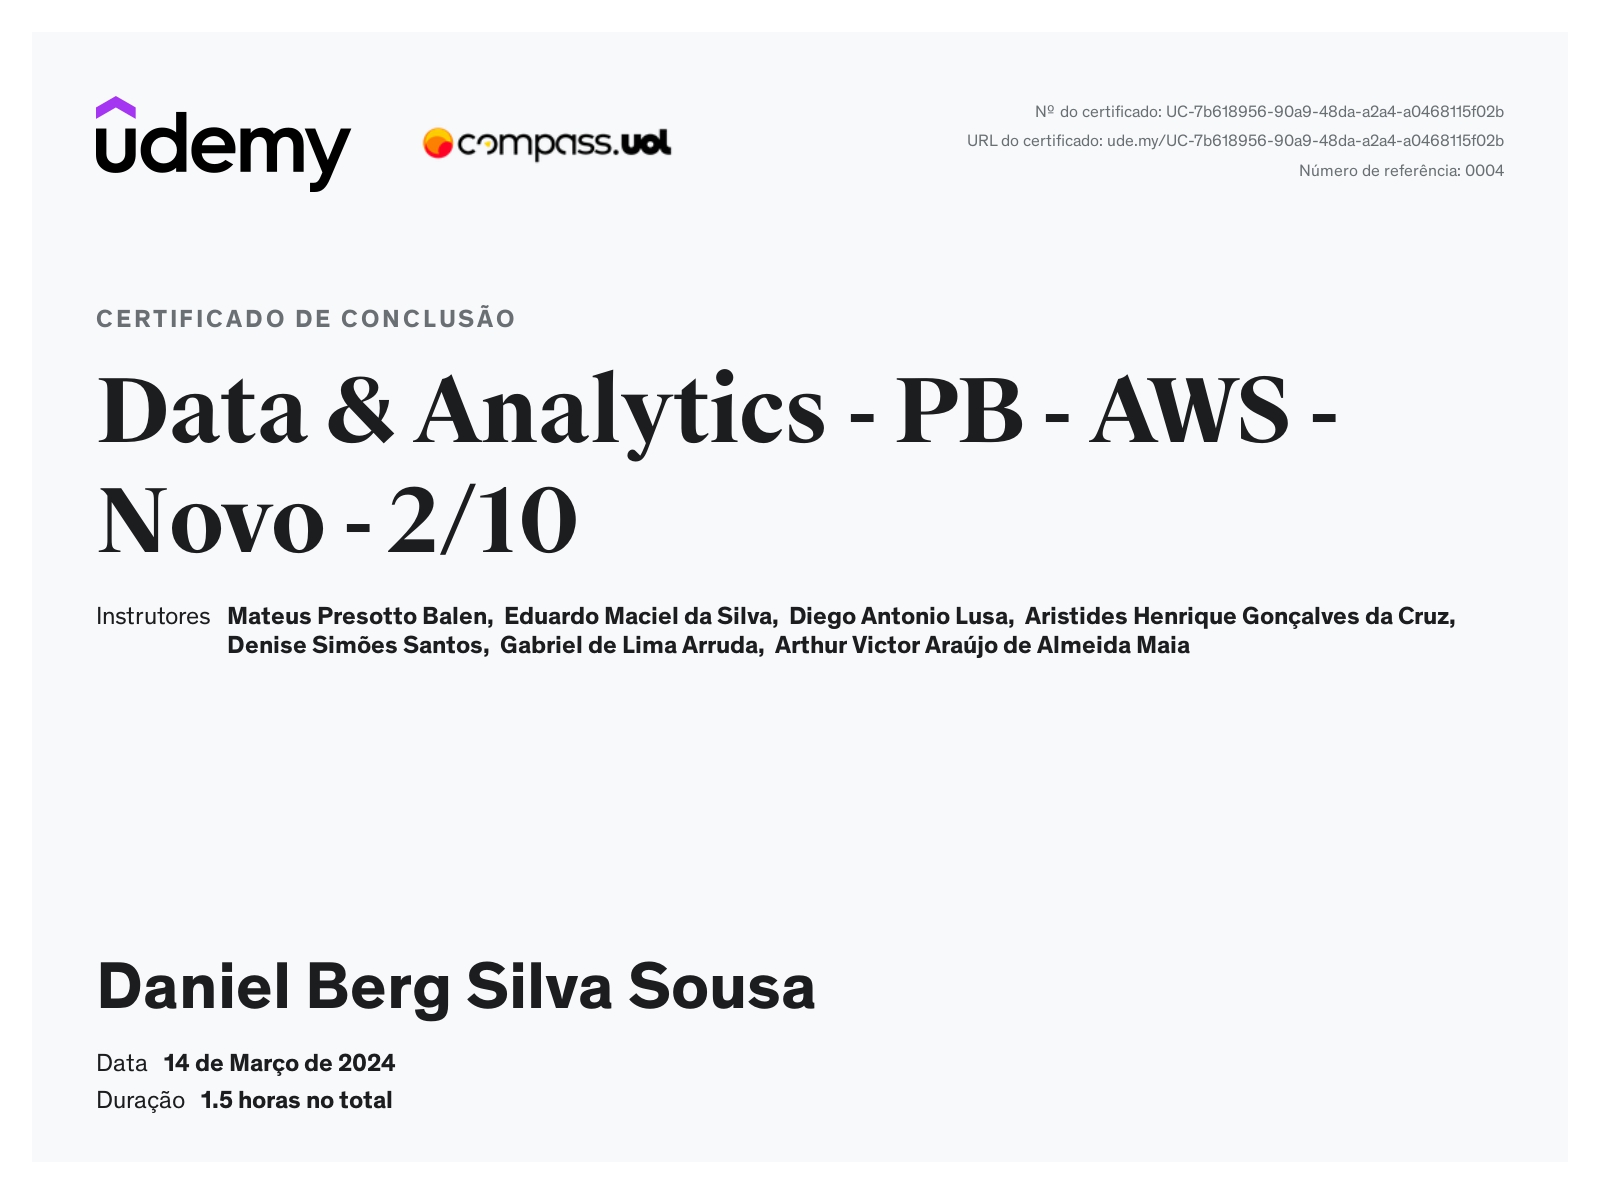 udemy
compass.uol
Nº do certificado: UC-7b618956-90a9-48da-a2a4-a0468115f02b
URL do certificado: ude.my/UC-7b618956-90a9-48da-a2a4-a0468115f02b
Número de referência: 0004
CERTIFICADO DE CONCLUSÃO
Data & Analytics - PB - AWS -
Novo - 2/10
Instrutores Mateus Presotto Balen, Eduardo Maciel da Silva, Diego Antonio Lusa, Aristides Henrique Gonçalves da Cruz,
Denise Simões Santos, Gabriel de Lima Arruda, Arthur Victor Araújo de Almeida Maia
Daniel Berg Silva Sousa
Data 14 de Março de 2024
Duração 1.5 horas no total